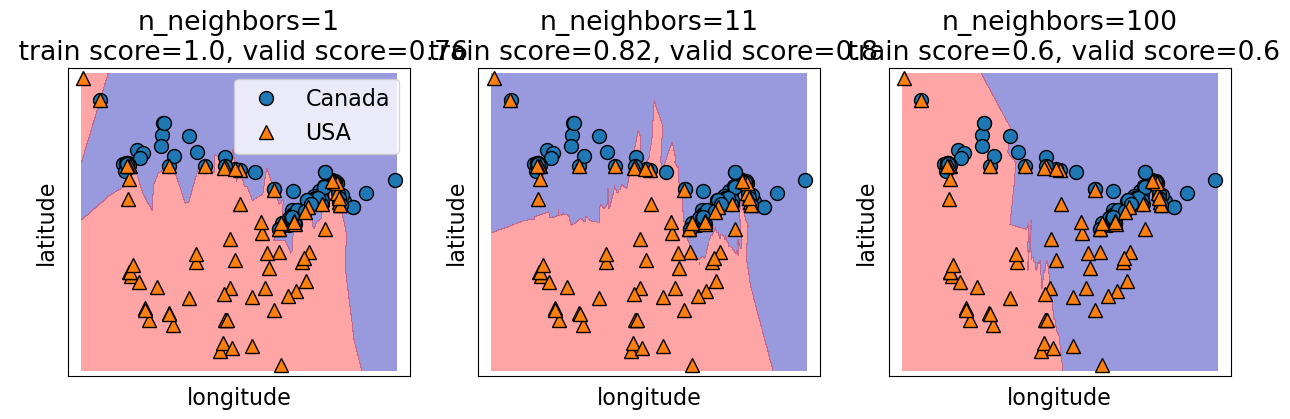 n_neighbors=1
train score=1.0, valid score=0.76
Canada
USA
latitude
longitude
n_neighbors=11
train score=0.82, valid score=0.8
latitude
longitude
n_neighbors=100
train score=0.6, valid score=0.6
latitude
longitude